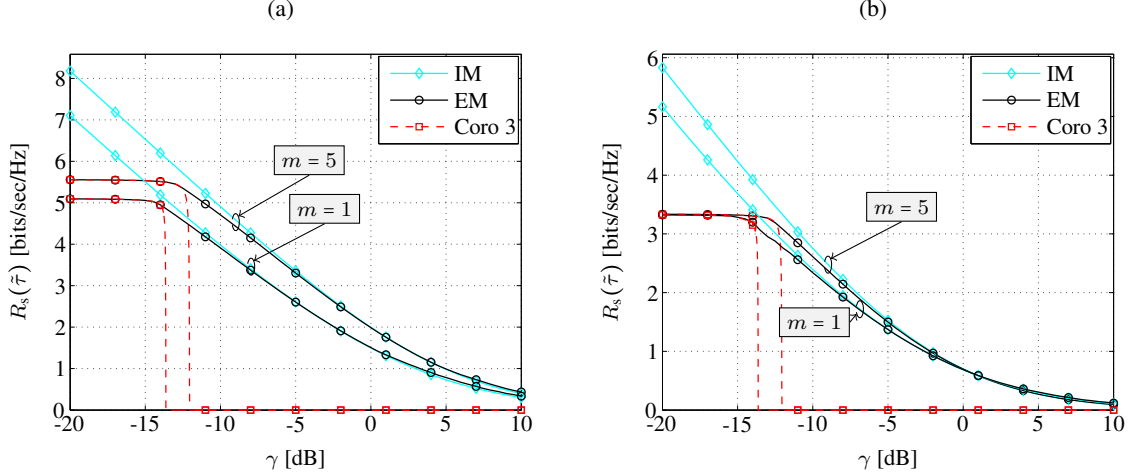 (a)
8
7
6
5
4
3
2
1
0
-20
-15
-10
-5
0
5
10
R_s(τ̃) [bits/sec/Hz]
γ [dB]
IM
EM
Coro 3
m = 5
m = 1
(b)
6
5
4
3
2
1
0
-20
-15
-10
-5
0
5
10
R_s(τ̃) [bits/sec/Hz]
γ [dB]
IM
EM
Coro 3
m = 5
m = 1